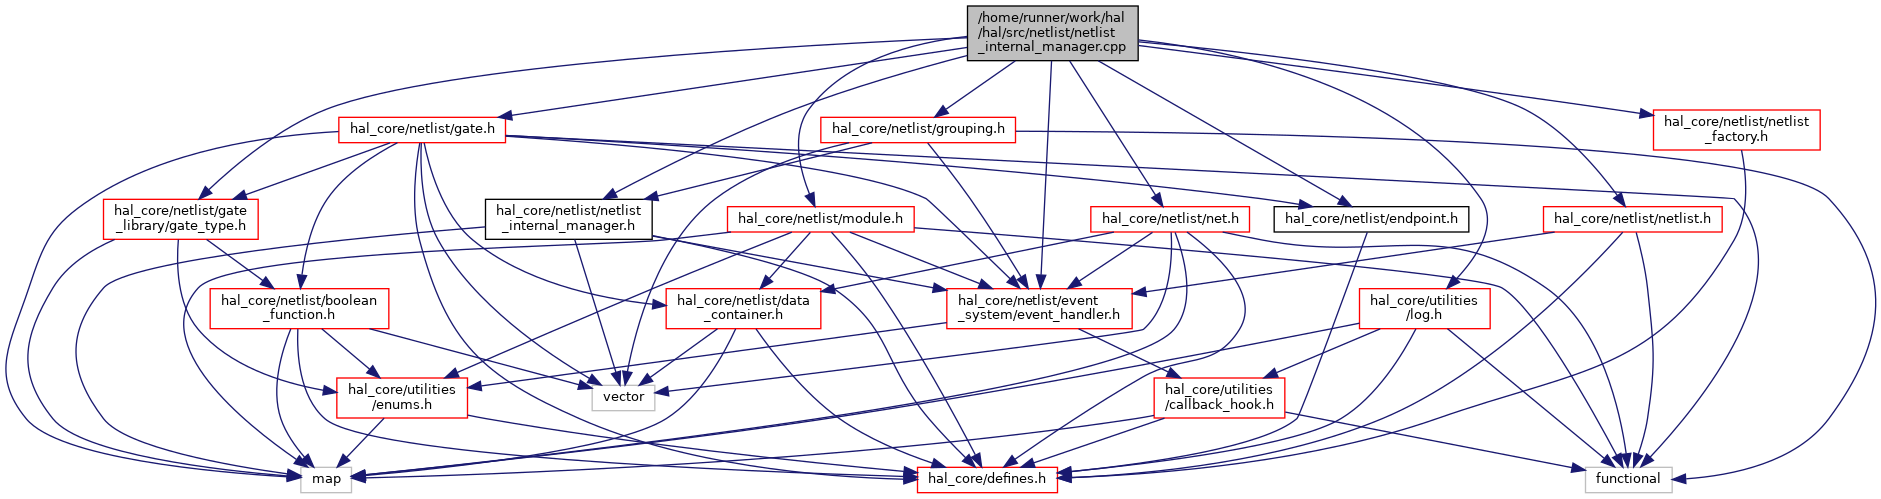 /home/runner/work/hal
/hal/src/netlist/netlist
_internal_manager.cpp
hal_core/netlist/gate.h
hal_core/netlist/grouping.h
hal_core/netlist/netlist
_factory.h
hal_core/netlist/gate
_library/gate_type.h
hal_core/netlist/netlist
_internal_manager.h
hal_core/netlist/module.h
hal_core/netlist/net.h
hal_core/netlist/endpoint.h
hal_core/netlist/netlist.h
hal_core/netlist/boolean
_function.h
hal_core/netlist/data
_container.h
hal_core/netlist/event
_system/event_handler.h
hal_core/utilities
/log.h
hal_core/utilities
/enums.h
vector
hal_core/utilities
/callback_hook.h
map
hal_core/defines.h
functional